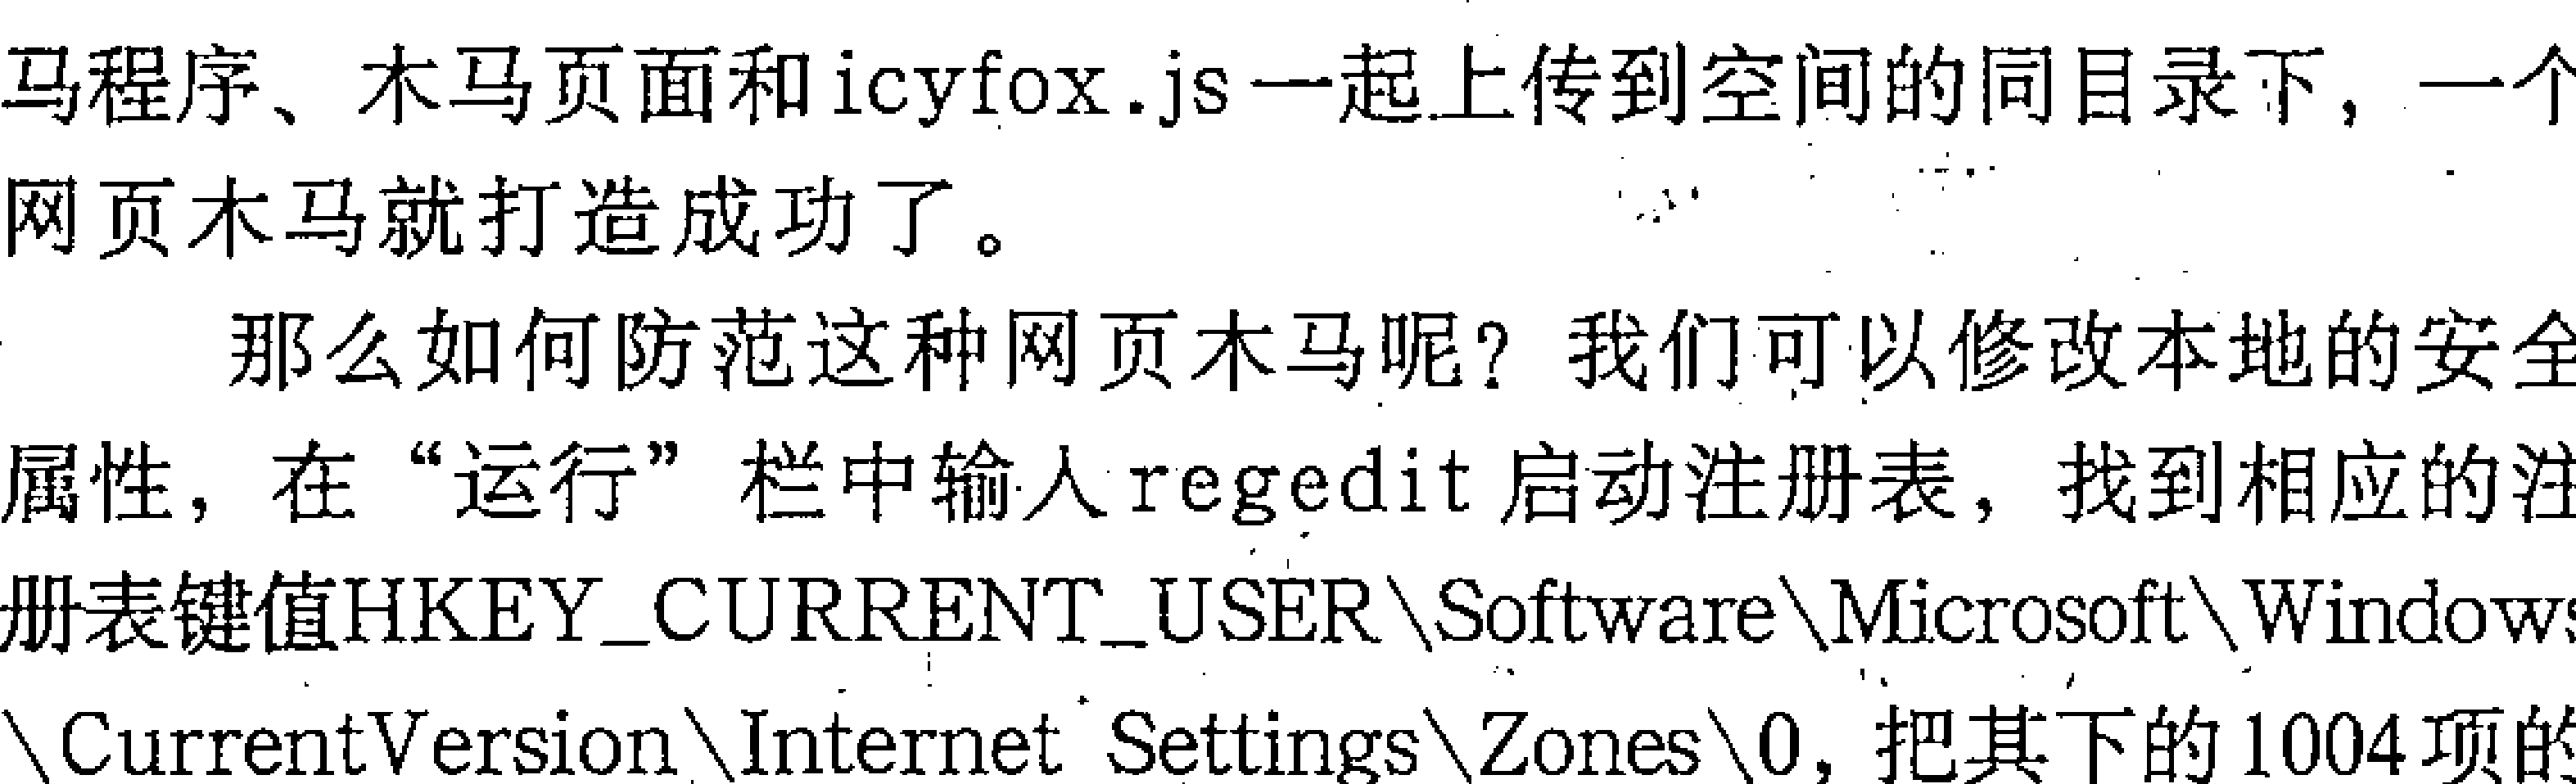 马程序、木马页面和icyfox.js一起上传到空间的同目录下，一个
网页木马就打造成功了。
那么如何防范这种网页木马呢？我们可以修改本地的安全
属性，在“运行”栏中输入regedit启动注册表，找到相应的注
册表键值HKEY_CURRENT_USER\Software\Microsoft\Windows
\CurrentVersion\Internet Settings\Zones\0，把其下的1004项的